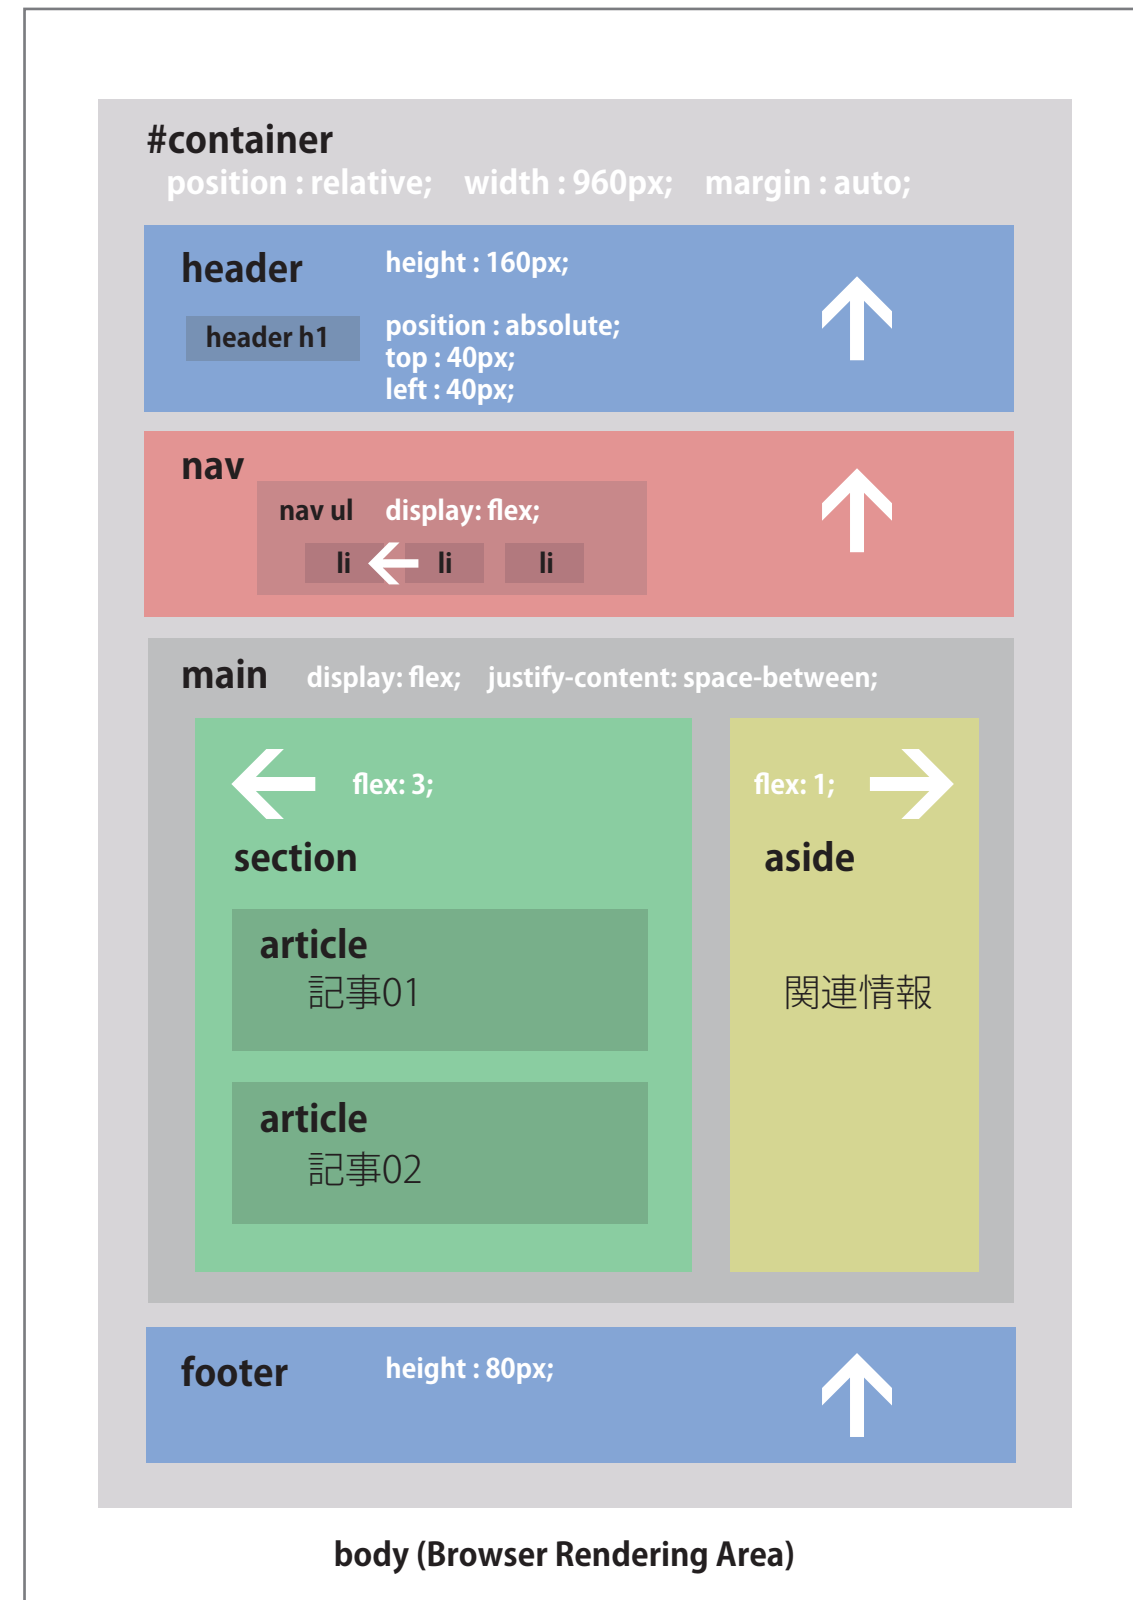 #container
position : relative; width : 960px; margin : auto;
header
height : 160px;
header h1
position : absolute;
top : 40px;
left : 40px;
nav
nav ul display: flex;
li li li
main display: flex; justify-content: space-between;
flex: 3;
section
article
記事01
article
記事02
flex: 1;
aside
関連情報
footer height : 80px;
body (Browser Rendering Area)